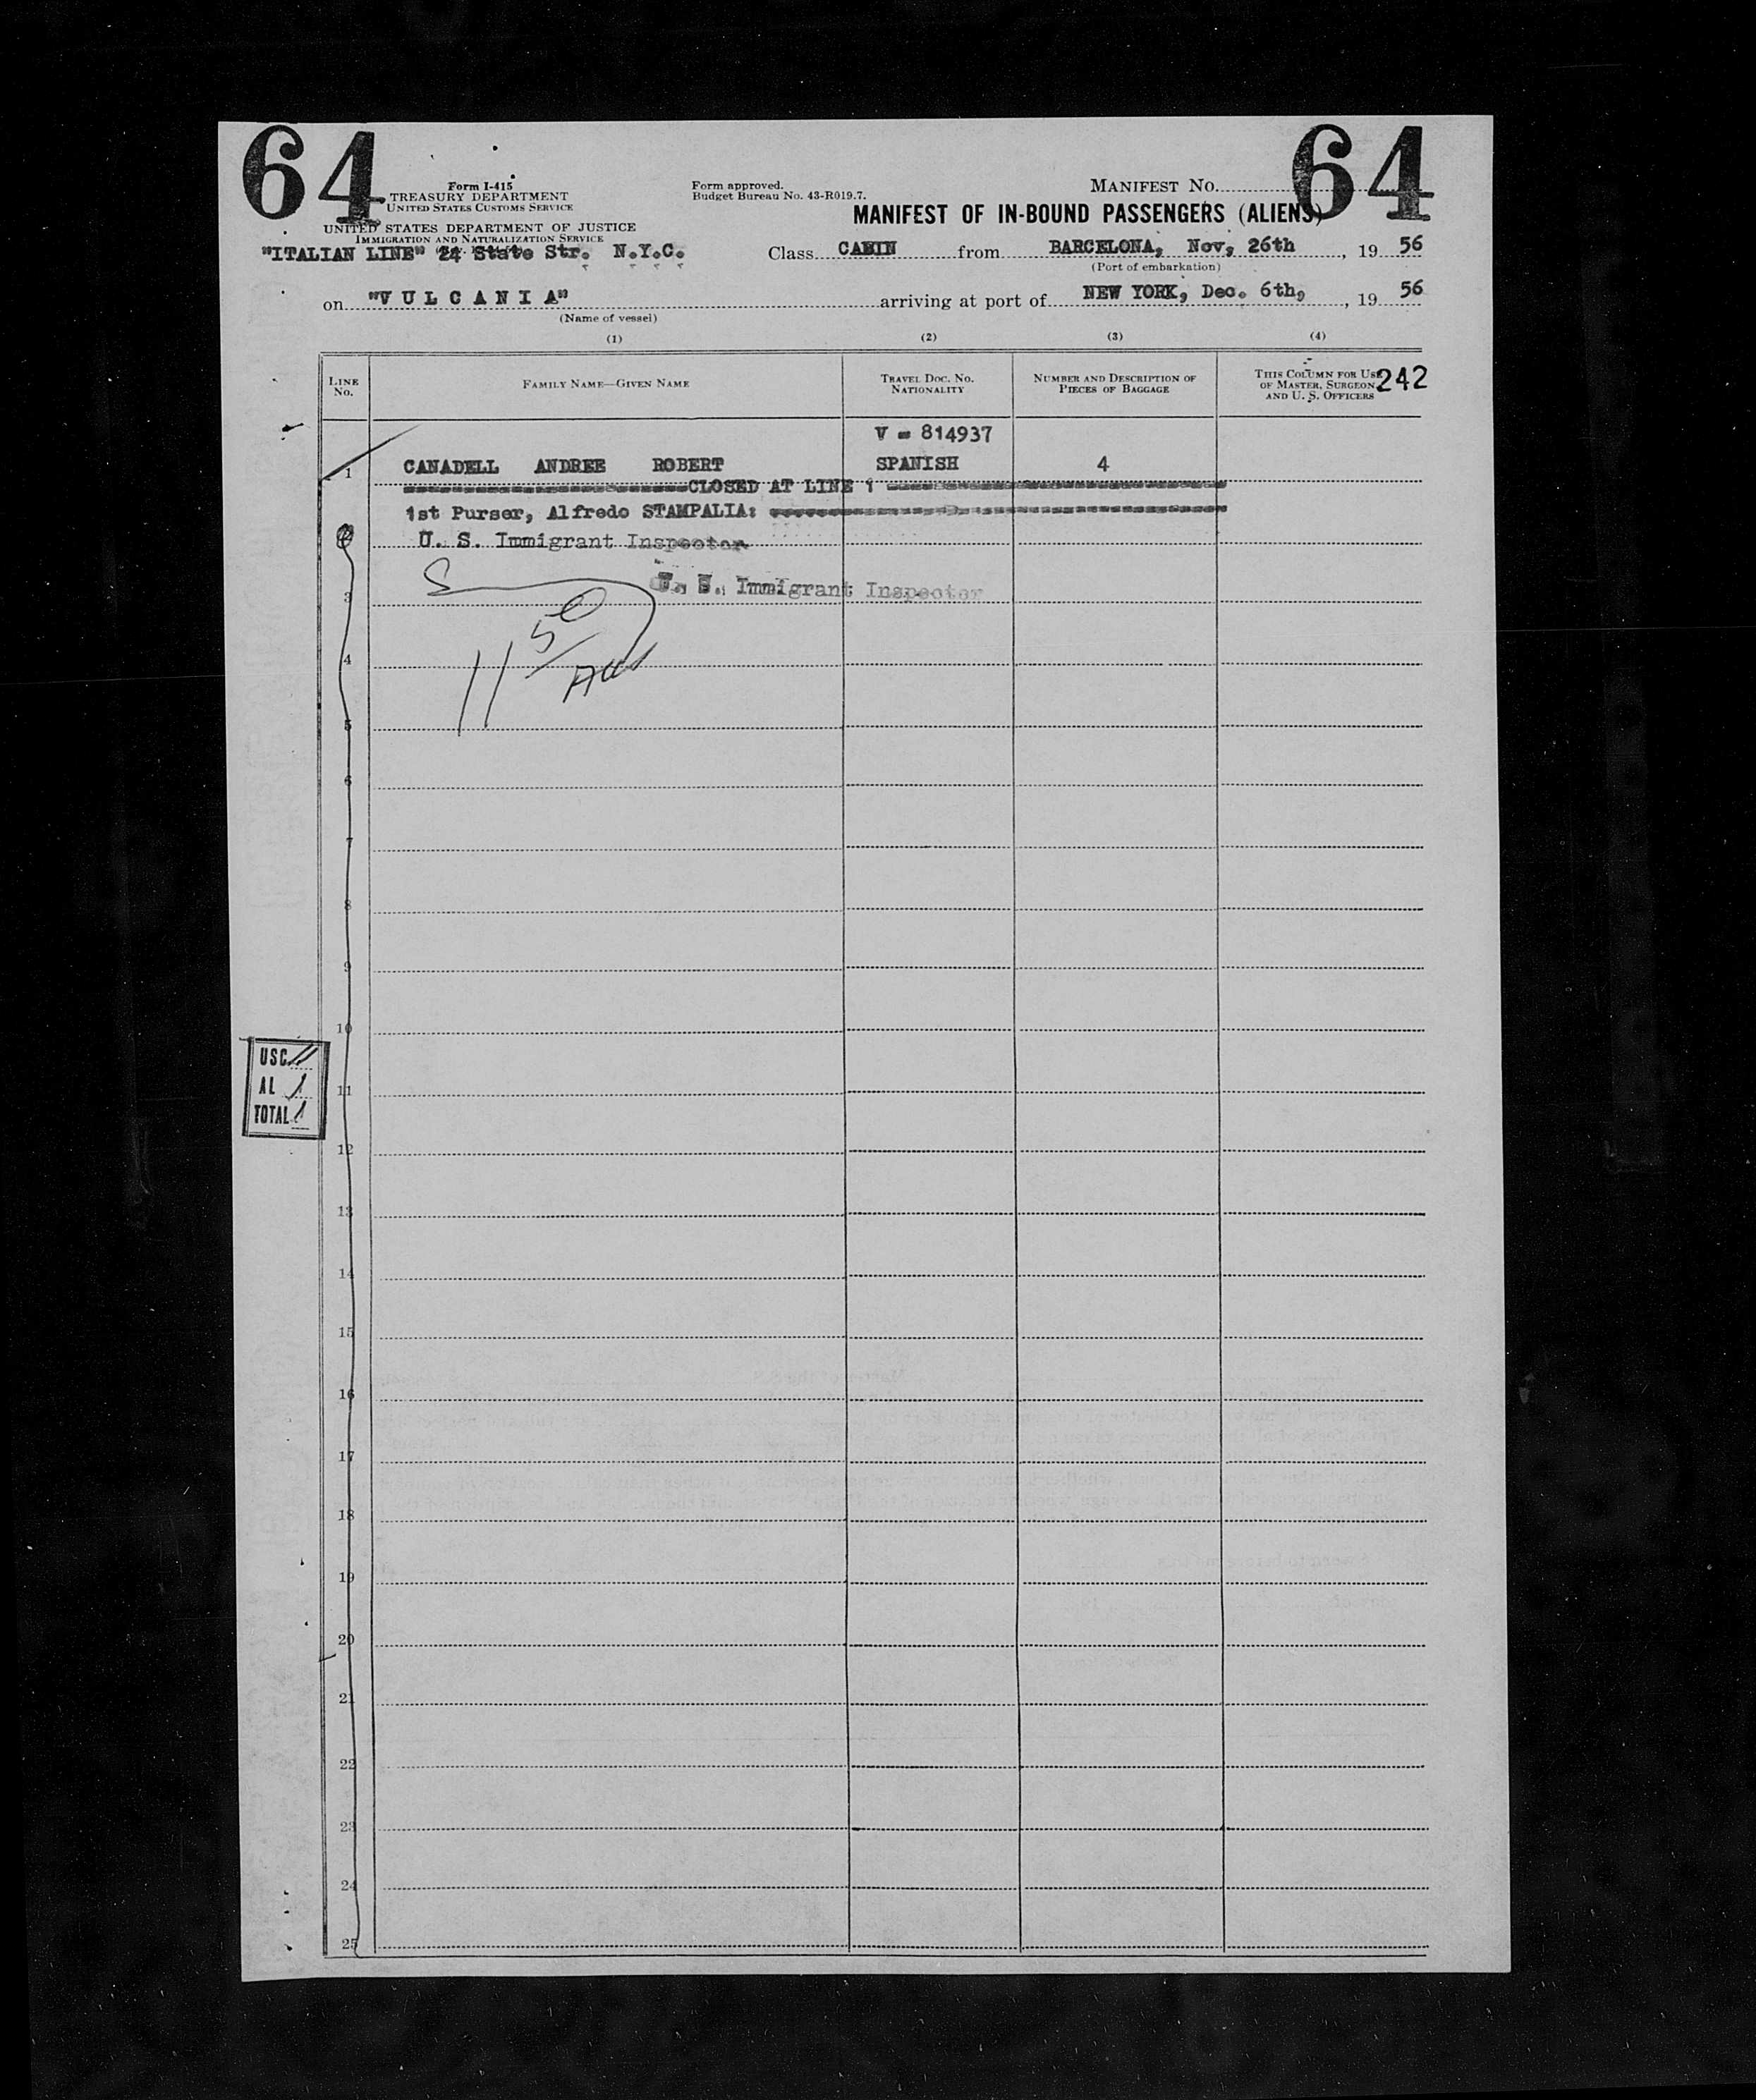 64 64
Form I-415
TREASURY DEPARTMENT
UNITED STATES CUSTOMS SERVICE
UNITED STATES DEPARTMENT OF JUSTICE
IMMIGRATION AND NATURALIZATION SERVICE
Form approved.
Budget Bureau No. 43-R019.7.
MANIFEST NO.
MANIFEST OF IN-BOUND PASSENGERS (ALIENS)
"ITALIAN LINE" 24 State Str. N.Y.C. Class CABIN from BARCELONA, Nov, 26th, 19 56
(Port of embarkation)
on "VULCANIA" arriving at port of NEW YORK, Dec. 6th, , 19 56
(Name of vessel)
(1) (2) (3) (4)
LINE No. FAMILY NAME—GIVEN NAME TRAVEL DOC. NO. NATIONALITY NUMBER AND DESCRIPTION OF PIECES OF BAGGAGE THIS COLUMN FOR USE OF MASTER, SURGEON AND U. S. OFFICERS 242
V - 814937
1 CANADELL ANDREE ROBERT SPANISH 4
CLOSED AT LINE 1
1st Purser, Alfredo STAMPALIA:
2 U. S. Immigrant Inspector
3 U. S. Immigrant Inspector
11 50
4
5
6
7
8
9
10
USC
11
AL 1
TOTAL 1
12
13
14
15
16
17
18
19
20
21
22
23
24
25